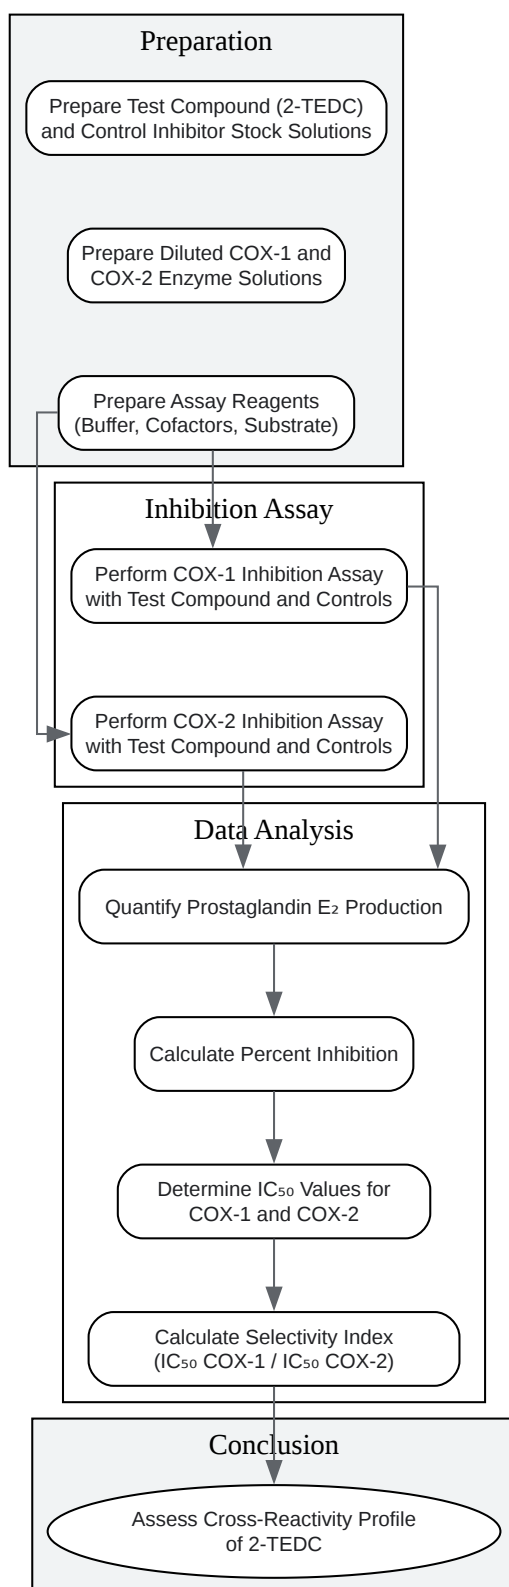 Preparation
Prepare Test Compound (2-TEDC)
and Control Inhibitor Stock Solutions
Prepare Diluted COX-1 and
COX-2 Enzyme Solutions
Prepare Assay Reagents
(Buffer, Cofactors, Substrate)
Inhibition Assay
Perform COX-1 Inhibition Assay
with Test Compound and Controls
Perform COX-2 Inhibition Assay
with Test Compound and Controls
Data Analysis
Quantify Prostaglandin E₂ Production
Calculate Percent Inhibition
Determine IC₅₀ Values for
COX-1 and COX-2
Calculate Selectivity Index
(IC₅₀ COX-1 / IC₅₀ COX-2)
Conclusion
Assess Cross-Reactivity Profile
of 2-TEDC